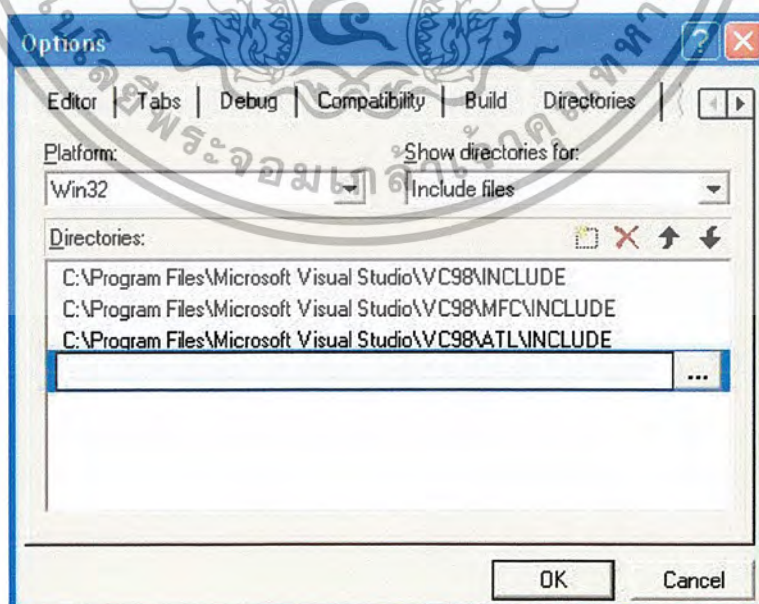 Options
Editor Tabs Debug Compatibility Build Directories
Platform: Show directories for:
Win32 Include files
Directories:
C:\Program Files\Microsoft Visual Studio\VC98\INCLUDE
C:\Program Files\Microsoft Visual Studio\VC98\MFC\INCLUDE
C:\Program Files\Microsoft Visual Studio\VC98\ATL\INCLUDE
...
OK Cancel